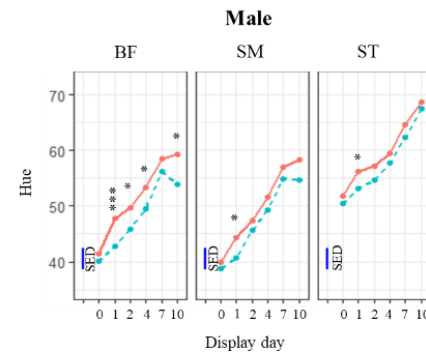 Male
BF SM ST
Hue
70
60
50
40
*** * * *
*
*
SED SED SED
0 1 2 4 7 10 0 1 2 4 7 10 0 1 2 4 7 10
Display day